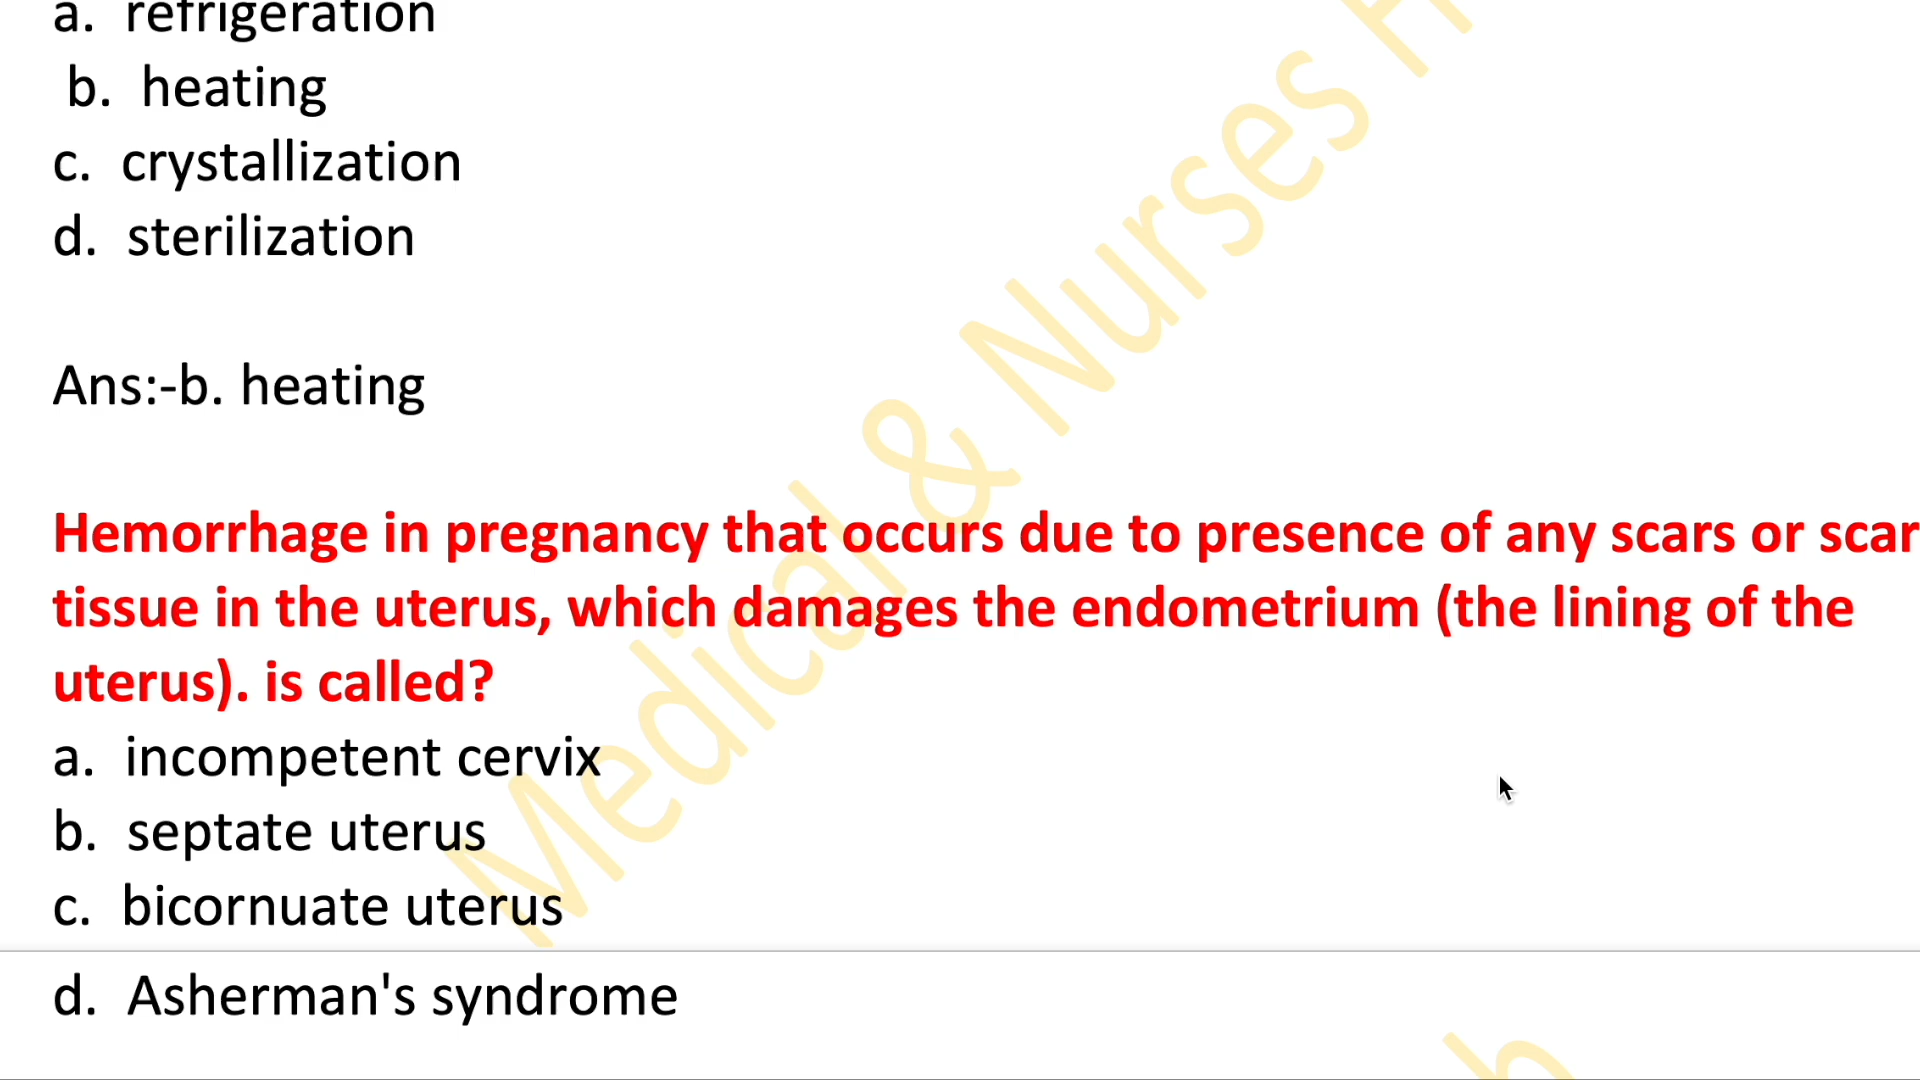 a. refrigeration
b. heating
c. crystallization
d. sterilization
Ans:-b. heating
Hemorrhage in pregnancy that occurs due to presence of any scars or scar
tissue in the uterus, which damages the endometrium (the lining of the
uterus). is called?
a. incompetent cervix
b. septate uterus
c. bicornuate uterus
d. Asherman's syndrome
Medical & Nurses